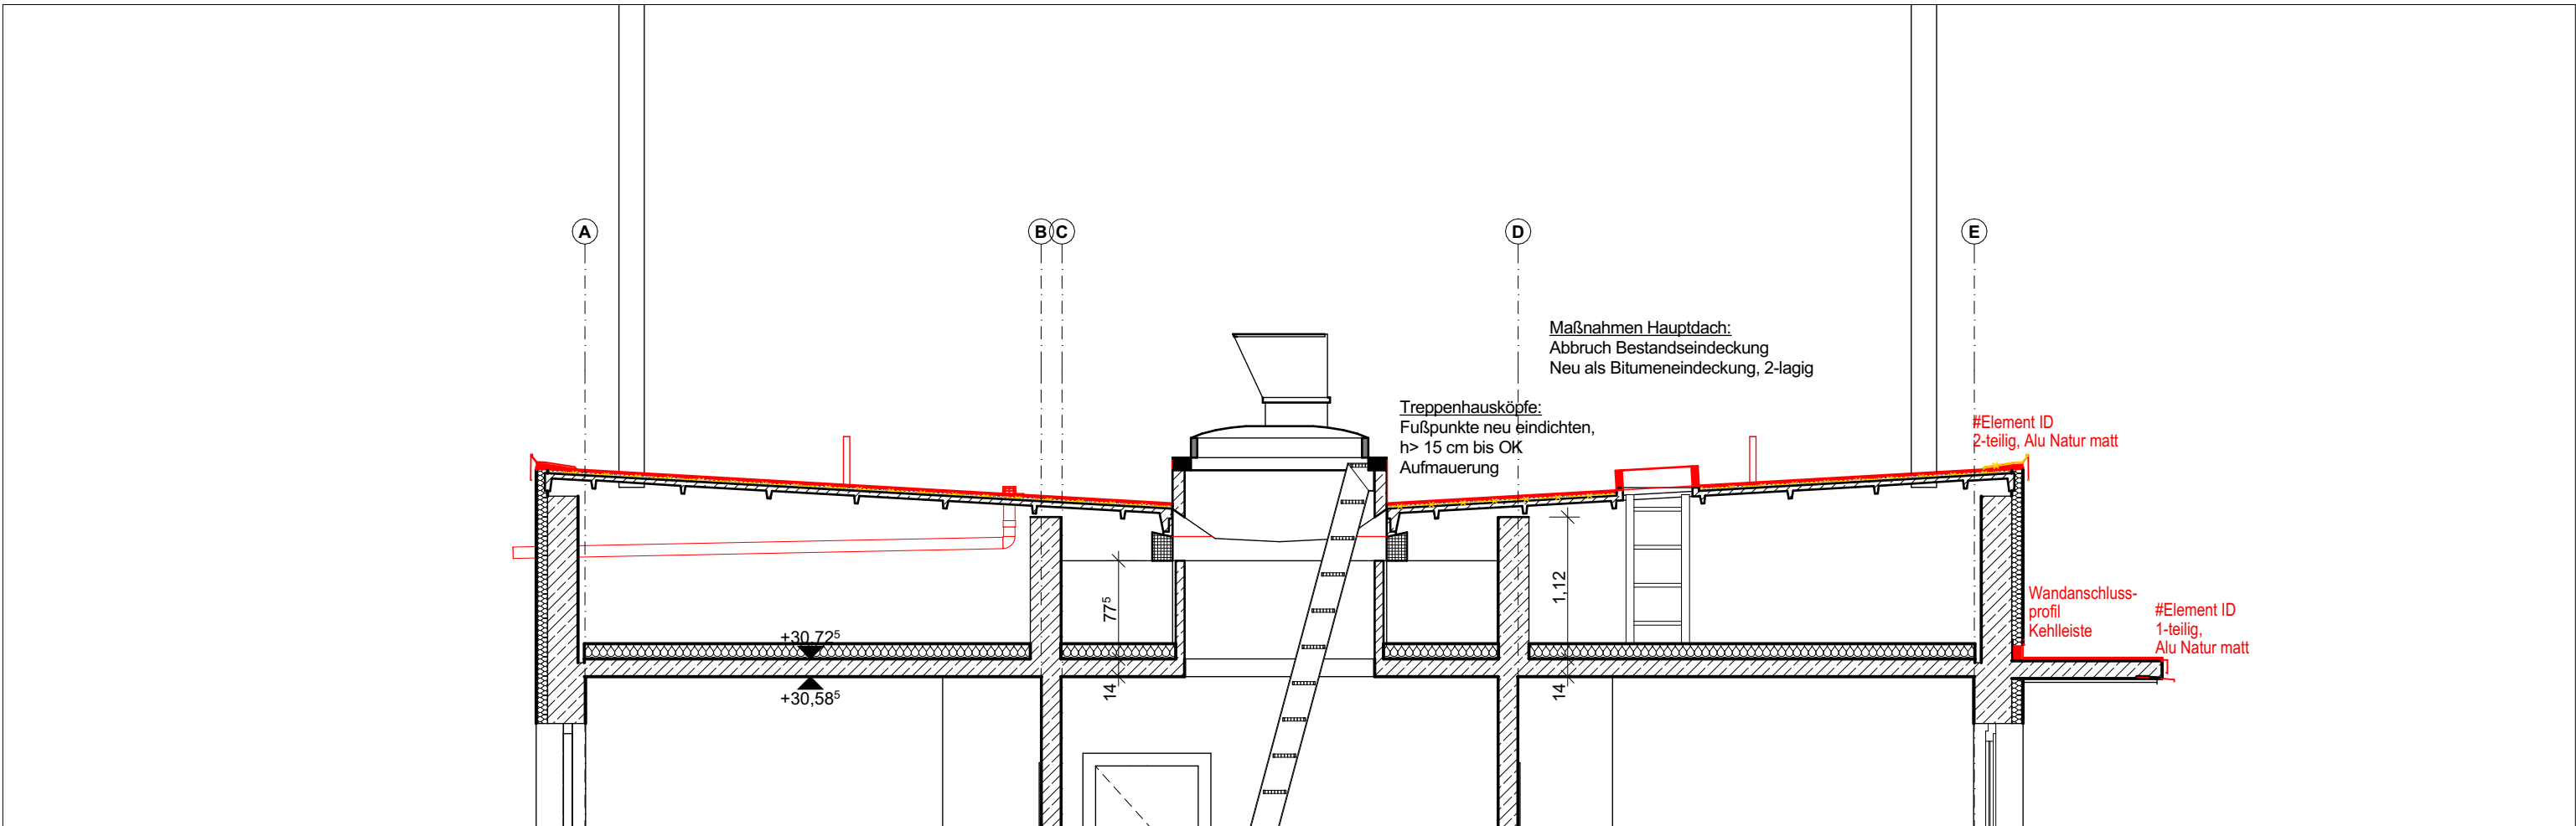 A
B
C
D
E
Maßnahmen Hauptdach:
Abbruch Bestandseindeckung
Neu als Bitumeneindeckung, 2-lagig
Treppenhausköpfe:
Fußpunkte neu eindichten,
h> 15 cm bis OK
Aufmauerung
#Element ID
2-teilig, Alu Natur matt
Wandanschluss-
profil
Kehlleiste
#Element ID
1-teilig,
Alu Natur matt
+30,72⁵
+30,58⁵
77⁵
14
1,12
14